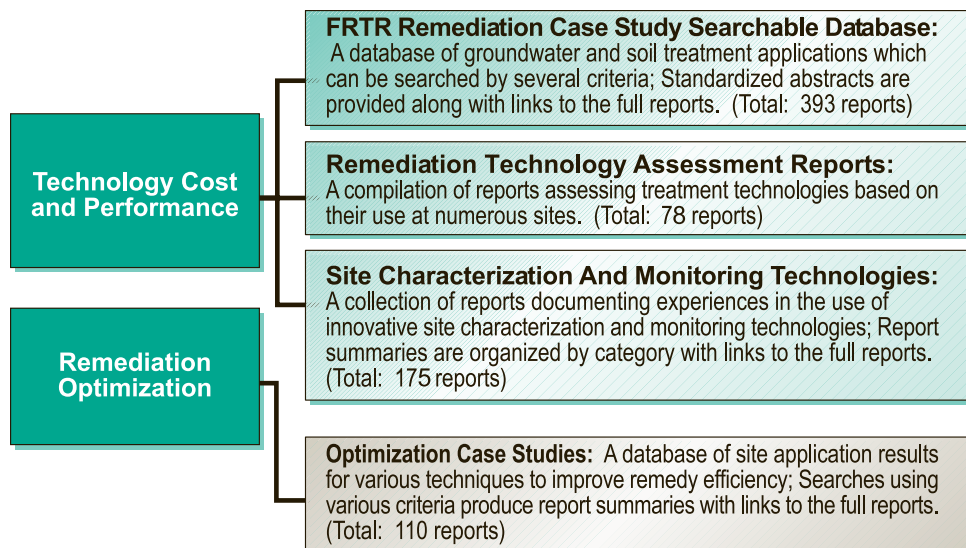 Technology Cost
and Performance
FRTR Remediation Case Study Searchable Database:
A database of groundwater and soil treatment applications which
can be searched by several criteria; Standardized abstracts are
provided along with links to the full reports. (Total: 393 reports)
Remediation Technology Assessment Reports:
A compilation of reports assessing treatment technologies based on
their use at numerous sites. (Total: 78 reports)
Site Characterization And Monitoring Technologies:
A collection of reports documenting experiences in the use of
innovative site characterization and monitoring technologies; Report
summaries are organized by category with links to the full reports.
(Total: 175 reports)
Remediation
Optimization
Optimization Case Studies: A database of site application results
for various techniques to improve remedy efficiency; Searches using
various criteria produce report summaries with links to the full reports.
(Total: 110 reports)